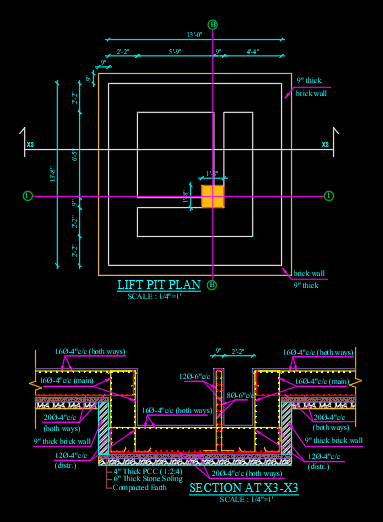 B
13'-0"
2'-2"
5'-9"
9"
4'-4"
9"
9"
9" thick
brick wall
2'-2"
X3
X3
6'-5"
13'-8"
1'-8"
1'-8"
1
1
9"
2'-2"
2'-2"
brick wall
9" thick
LIFT PIT PLAN
SCALE : 1/4"=1'
B
9"
2'-2"
16Ø-4"c/c (both ways)
16Ø-4"c/c (both ways)
12Ø-6"c/c
16Ø-4"c/c (main)
16Ø-4"c/c (main)
8Ø-6"c/c
16Ø-4"c/c (both ways)
20Ø-4"c/c
(both ways)
20Ø-4"c/c
(both ways)
9" thick brick wall
9" thick brick wall
12Ø-4"c/c
(distr.)
12Ø-4"c/c
(distr.)
4" Thick PCC (1:2:4)
6" Thick Stone Soling
Compacted Earth
20Ø-4"c/c (both ways)
SECTION AT X3-X3
SCALE : 1/4"=1'